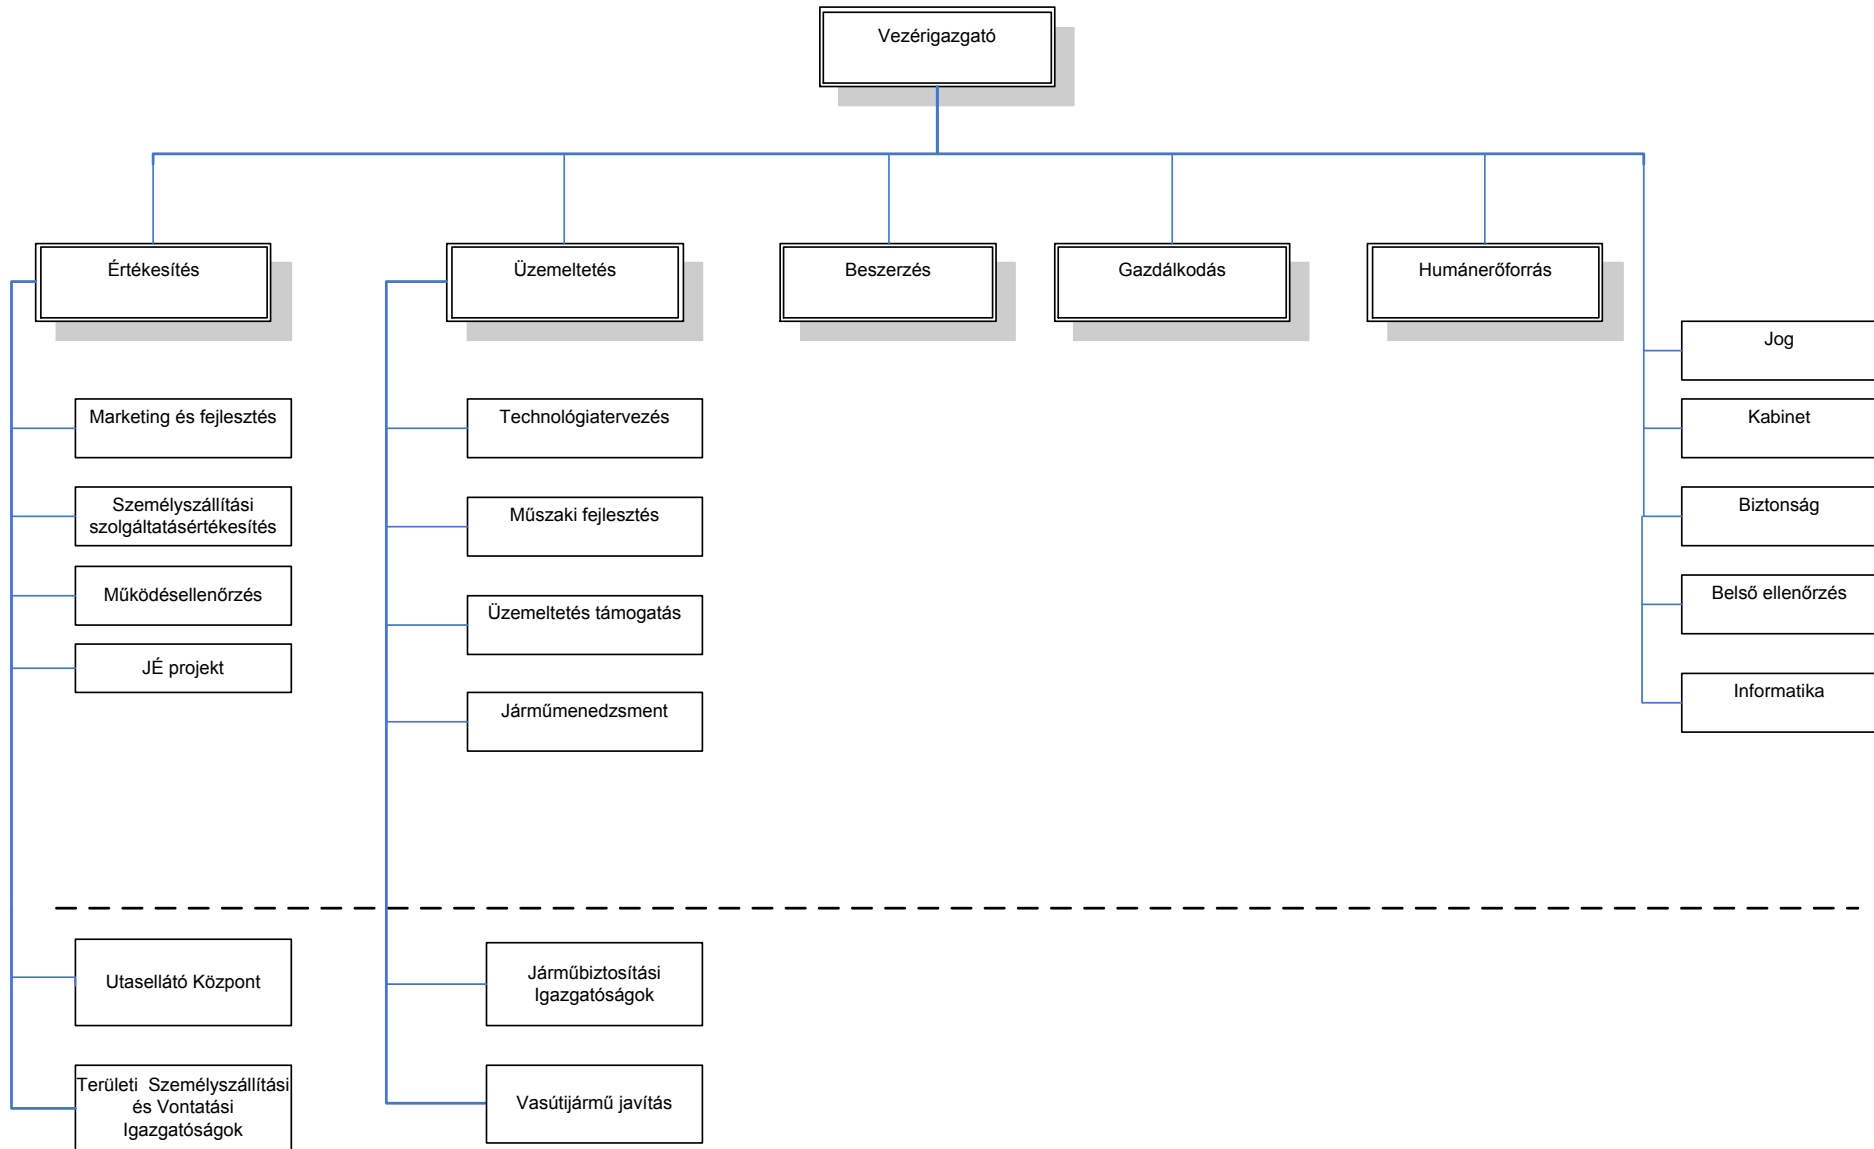 Vezérigazgató
Értékesítés
Üzemeltetés
Beszerzés
Gazdálkodás
Humánerőforrás
Jog
Kabinet
Biztonság
Belső ellenőrzés
Informatika
Marketing és fejlesztés
Személyszállítási
szolgáltatásértékesítés
Működésellenőrzés
JÉ projekt
Technológiatervezés
Műszaki fejlesztés
Üzemeltetés támogatás
Járműmenedzsment
Utasellátó Központ
Területi Személyszállítási
és Vontatási
Igazgatóságok
Járműbiztosítási
Igazgatóságok
Vasútijármű javítás